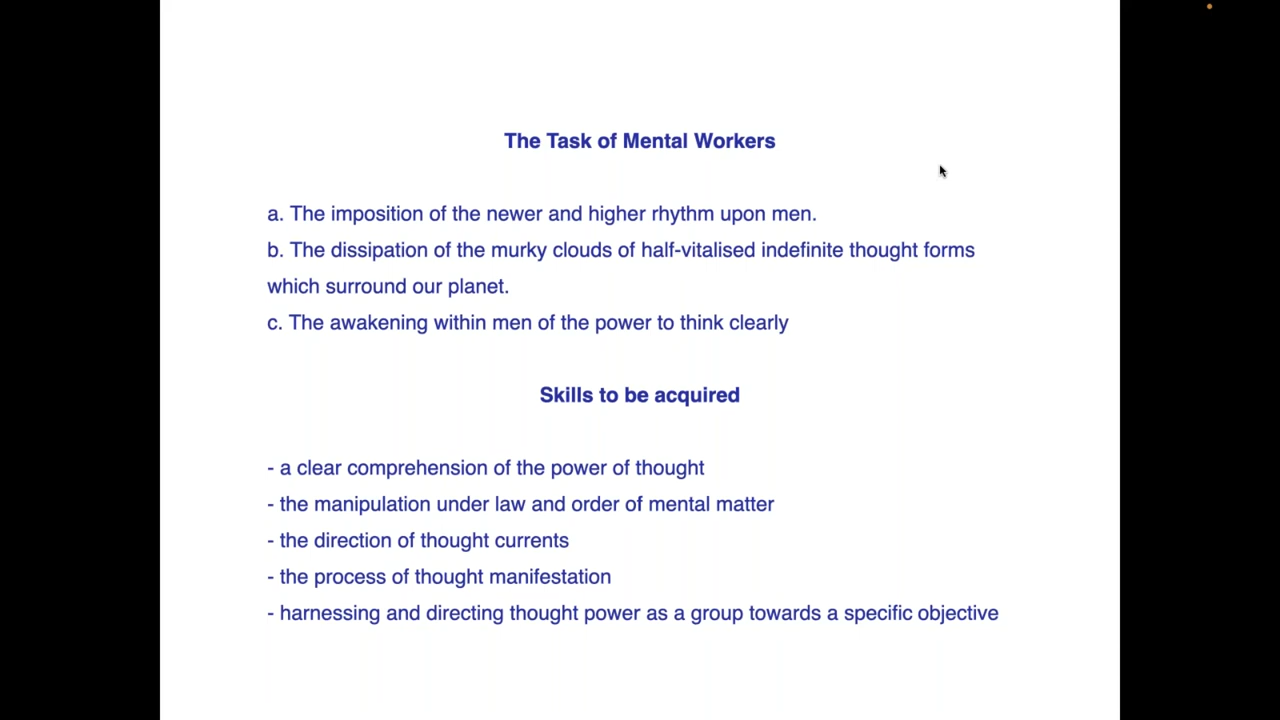 The Task of Mental Workers
a. The imposition of the newer and higher rhythm upon men.
b. The dissipation of the murky clouds of half-vitalised indefinite thought forms
which surround our planet.
c. The awakening within men of the power to think clearly
Skills to be acquired
- a clear comprehension of the power of thought
- the manipulation under law and order of mental matter
- the direction of thought currents
- the process of thought manifestation
- harnessing and directing thought power as a group towards a specific objective